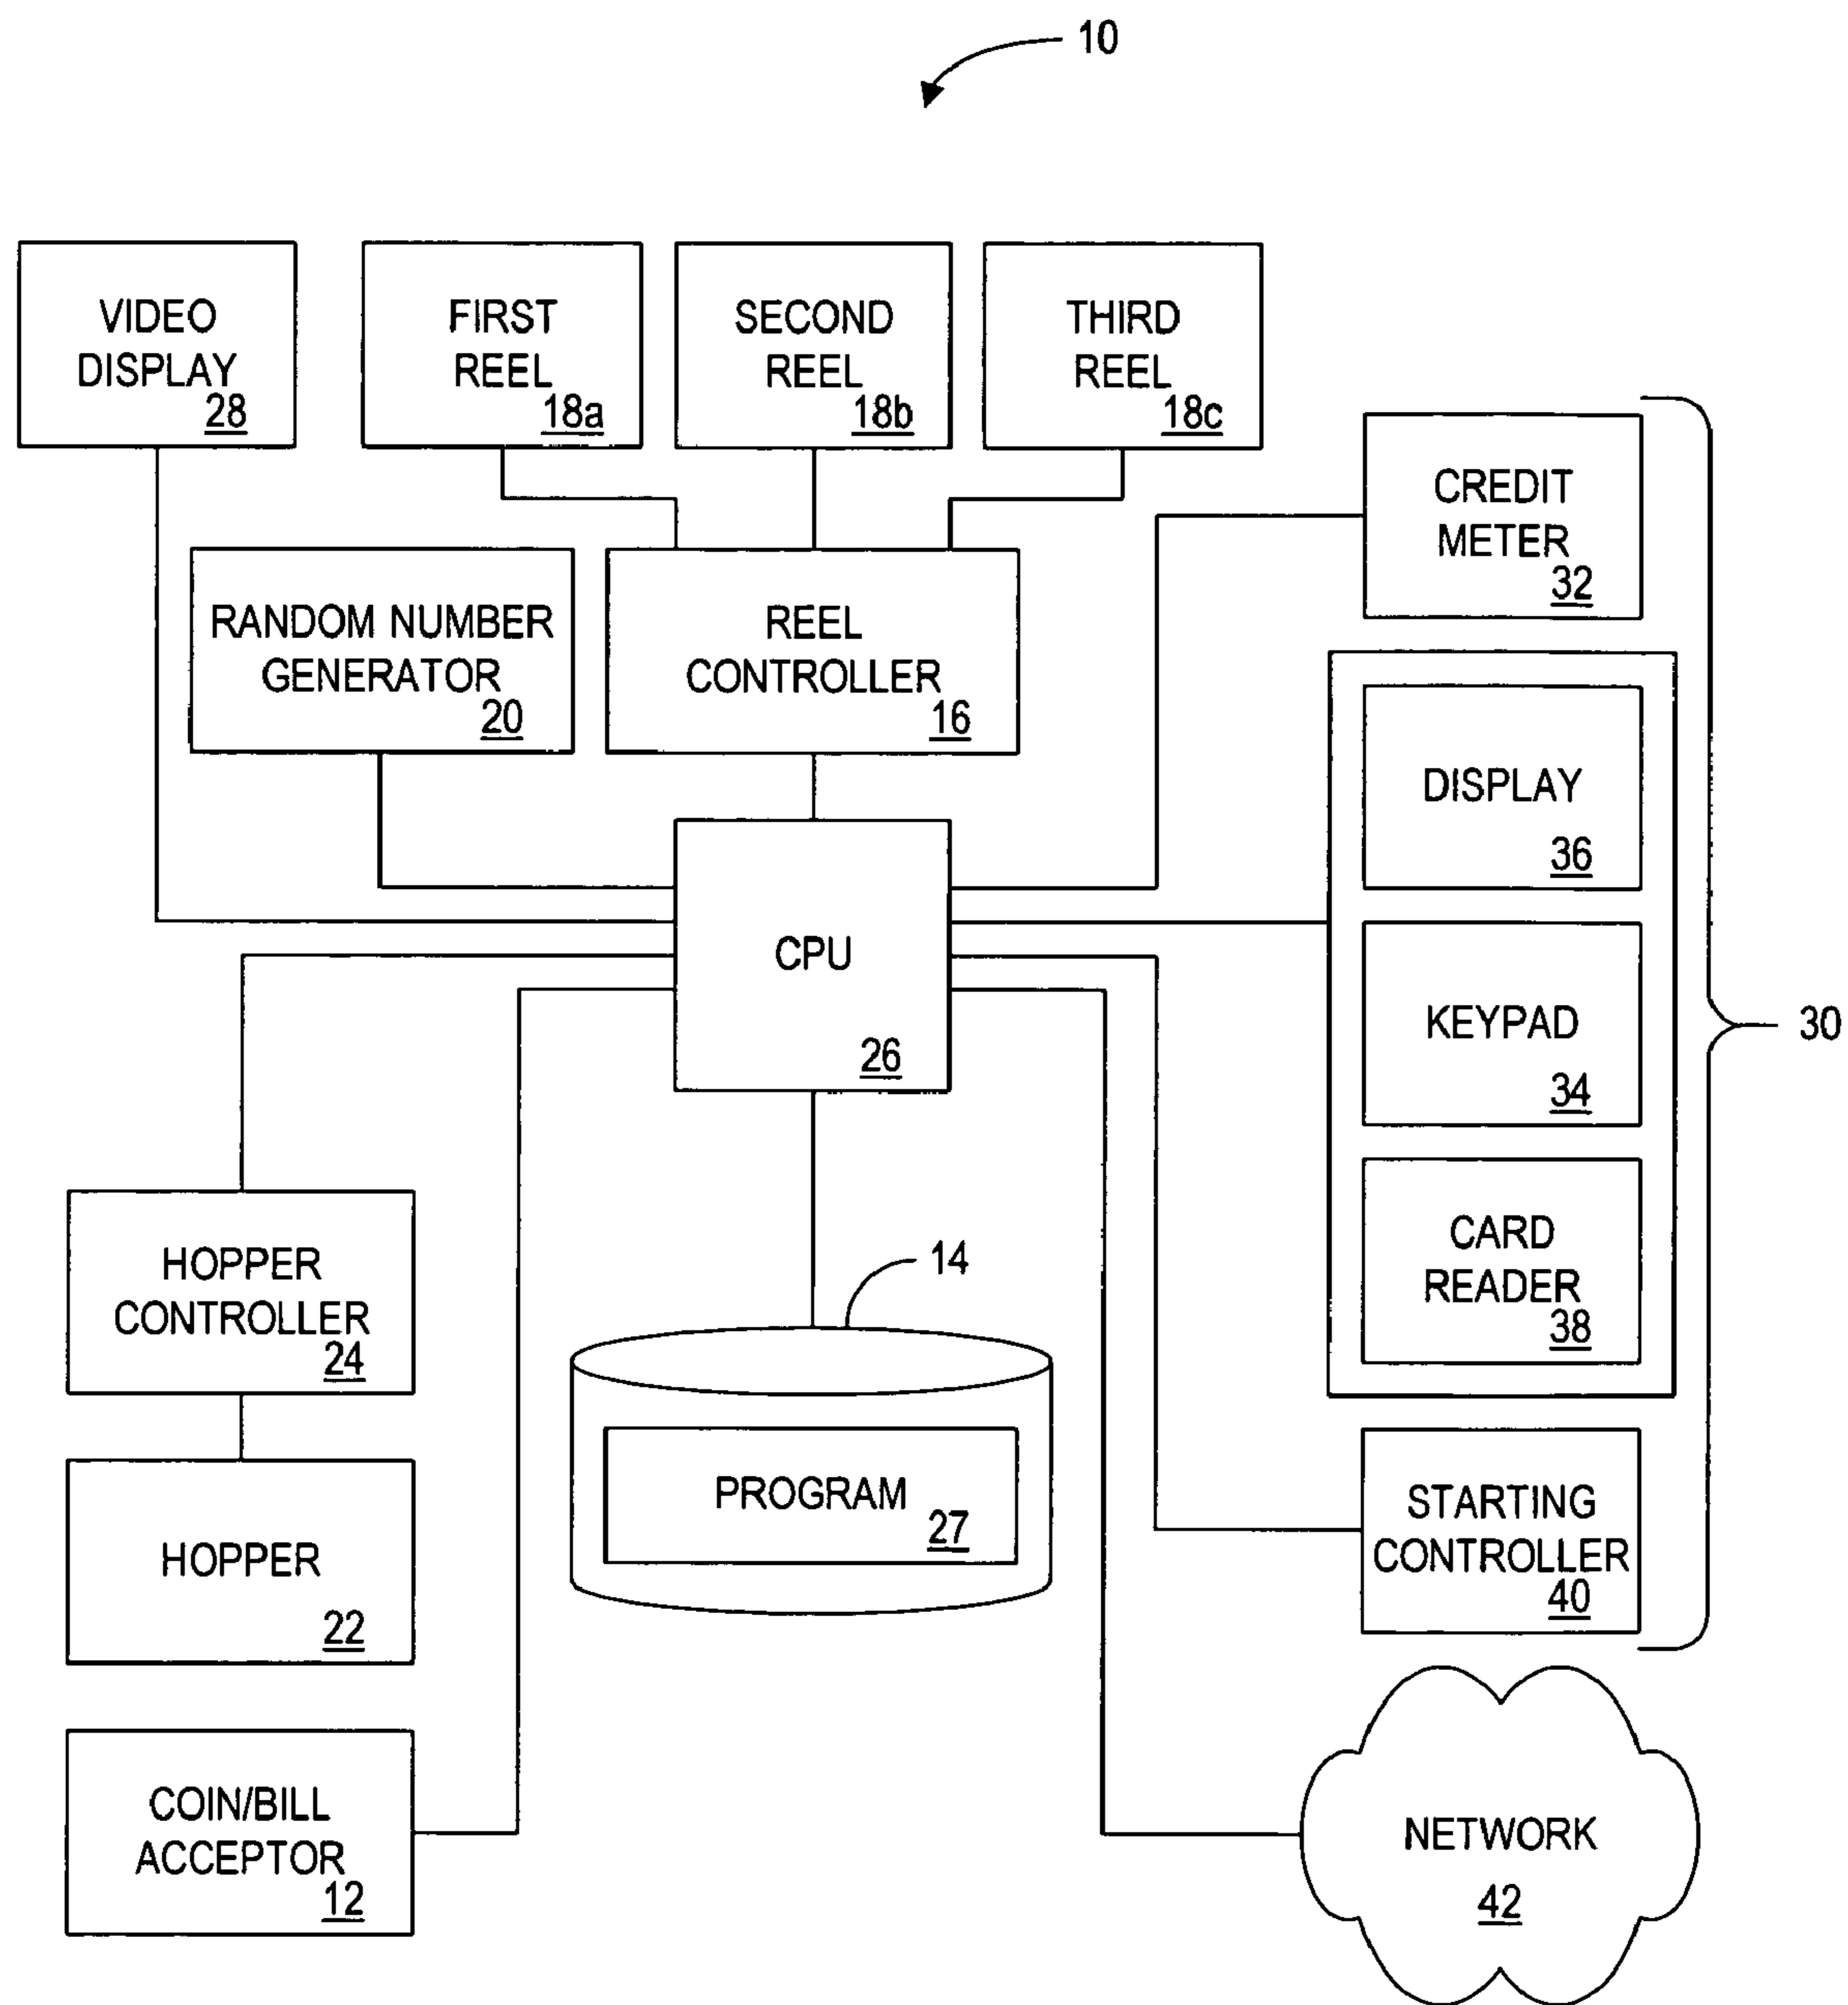 10
VIDEO
DISPLAY
28
FIRST
REEL
18a
SECOND
REEL
18b
THIRD
REEL
18c
CREDIT
METER
32
RANDOM NUMBER
GENERATOR
20
REEL
CONTROLLER
16
DISPLAY
36
CPU
26
KEYPAD
34
30
CARD
READER
38
HOPPER
CONTROLLER
24
14
PROGRAM
27
STARTING
CONTROLLER
40
HOPPER
22
COIN/BILL
ACCEPTOR
12
NETWORK
42